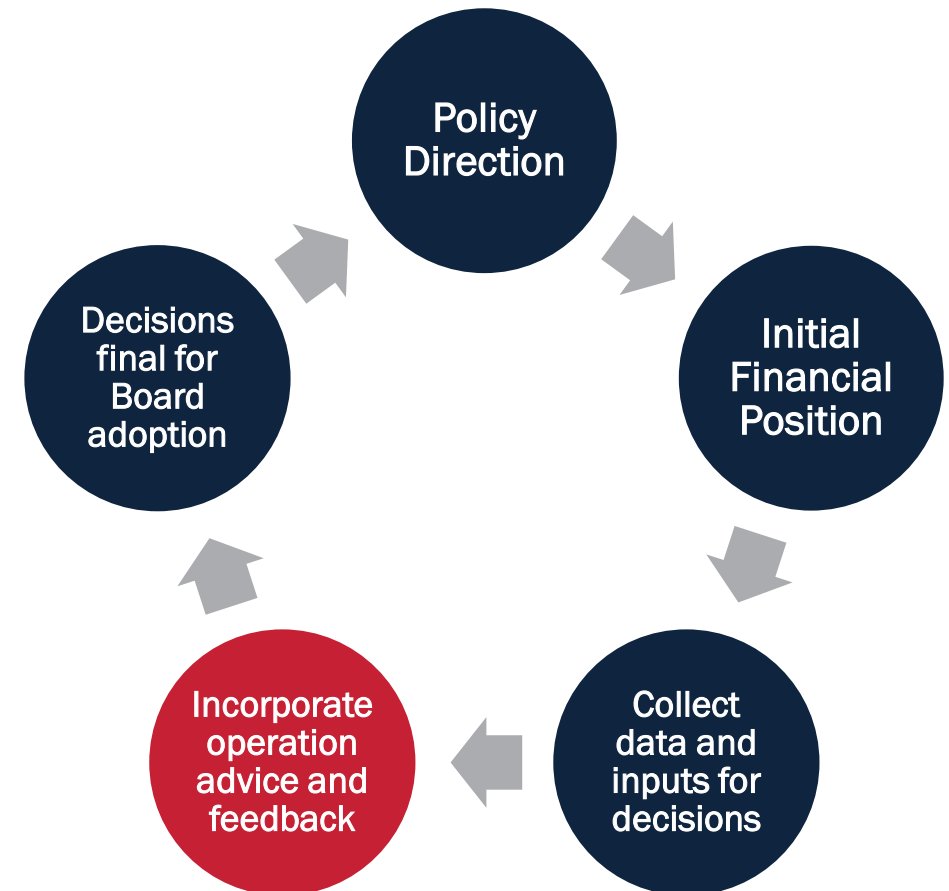 Policy
Direction
Initial
Financial
Position
Collect
data and
inputs for
decisions
Incorporate
operation
advice and
feedback
Decisions
final for
Board
adoption